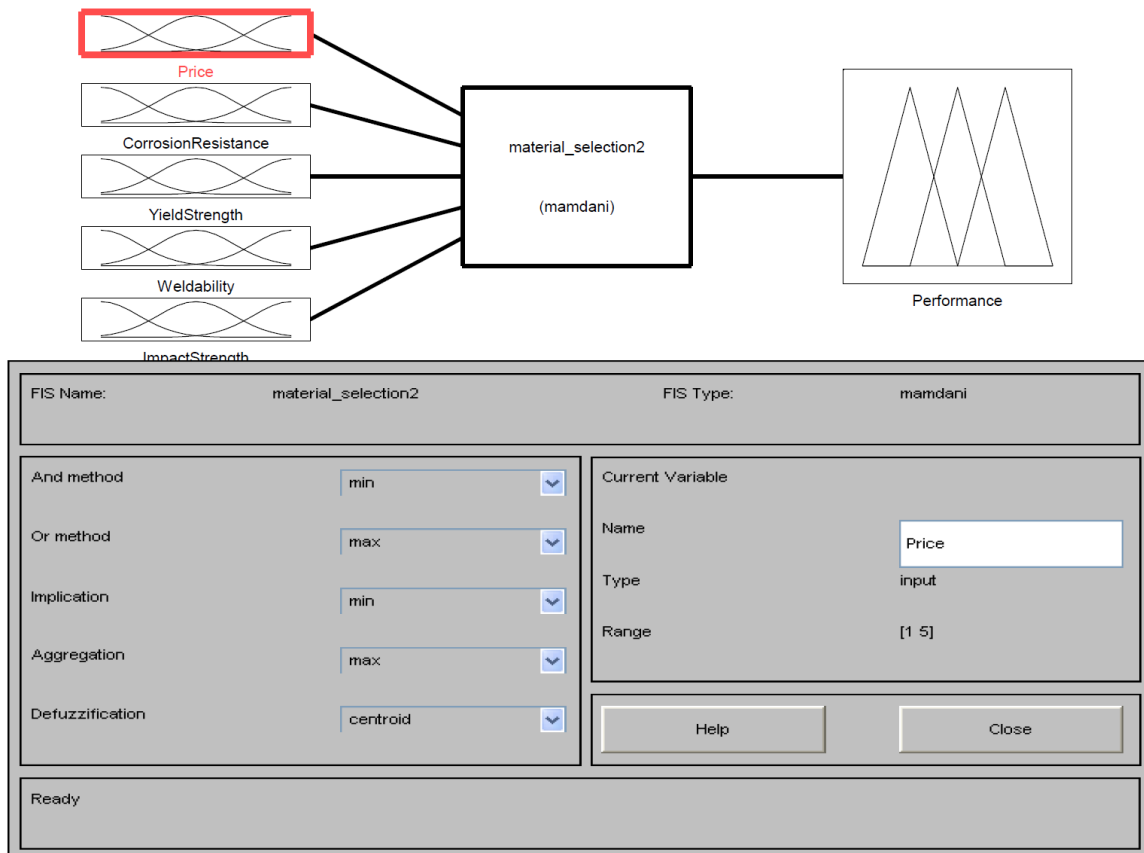 Price
CorrosionResistance
YieldStrength
Weldability
ImpactStrength
material_selection2
(mamdani)
Performance
FIS Name: material_selection2 FIS Type: mamdani
And method min
Or method max
Implication min
Aggregation max
Defuzzification centroid
Current Variable
Name Price
Type input
Range [1 5]
Help Close
Ready